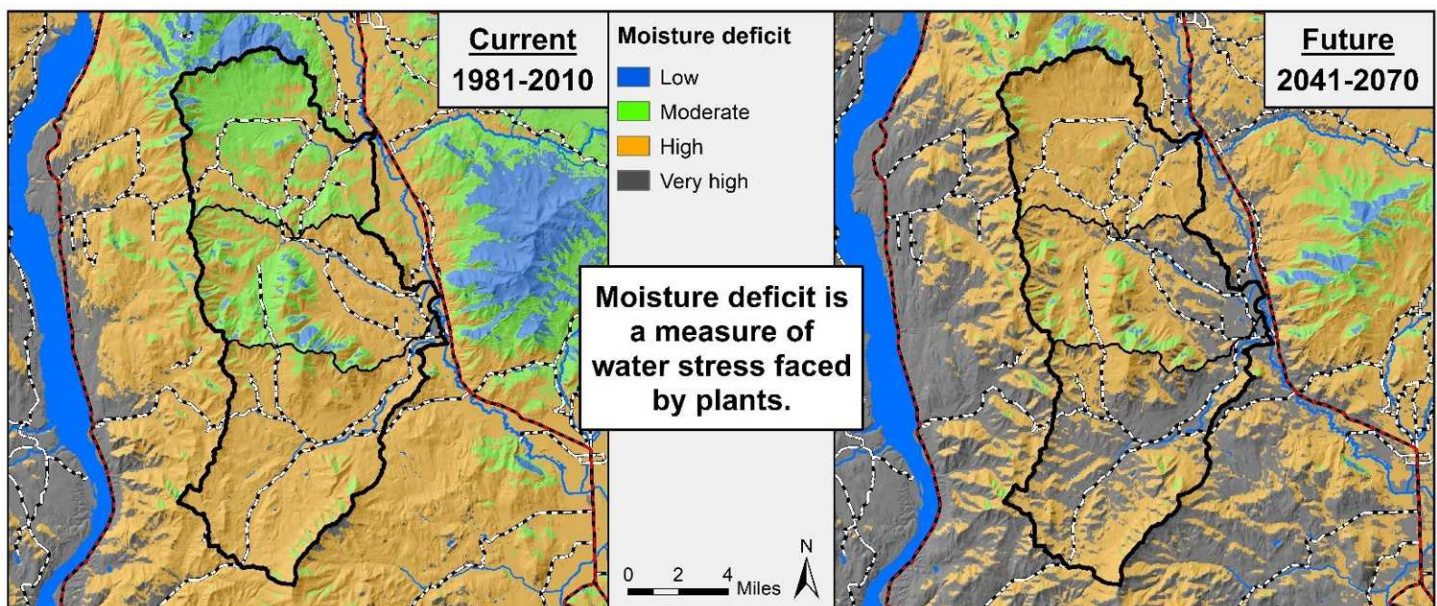 Current
1981-2010
Moisture deficit
Low
Moderate
High
Very high
Future
2041-2070
Moisture deficit is
a measure of
water stress faced
by plants.
N
0 2 4 Miles